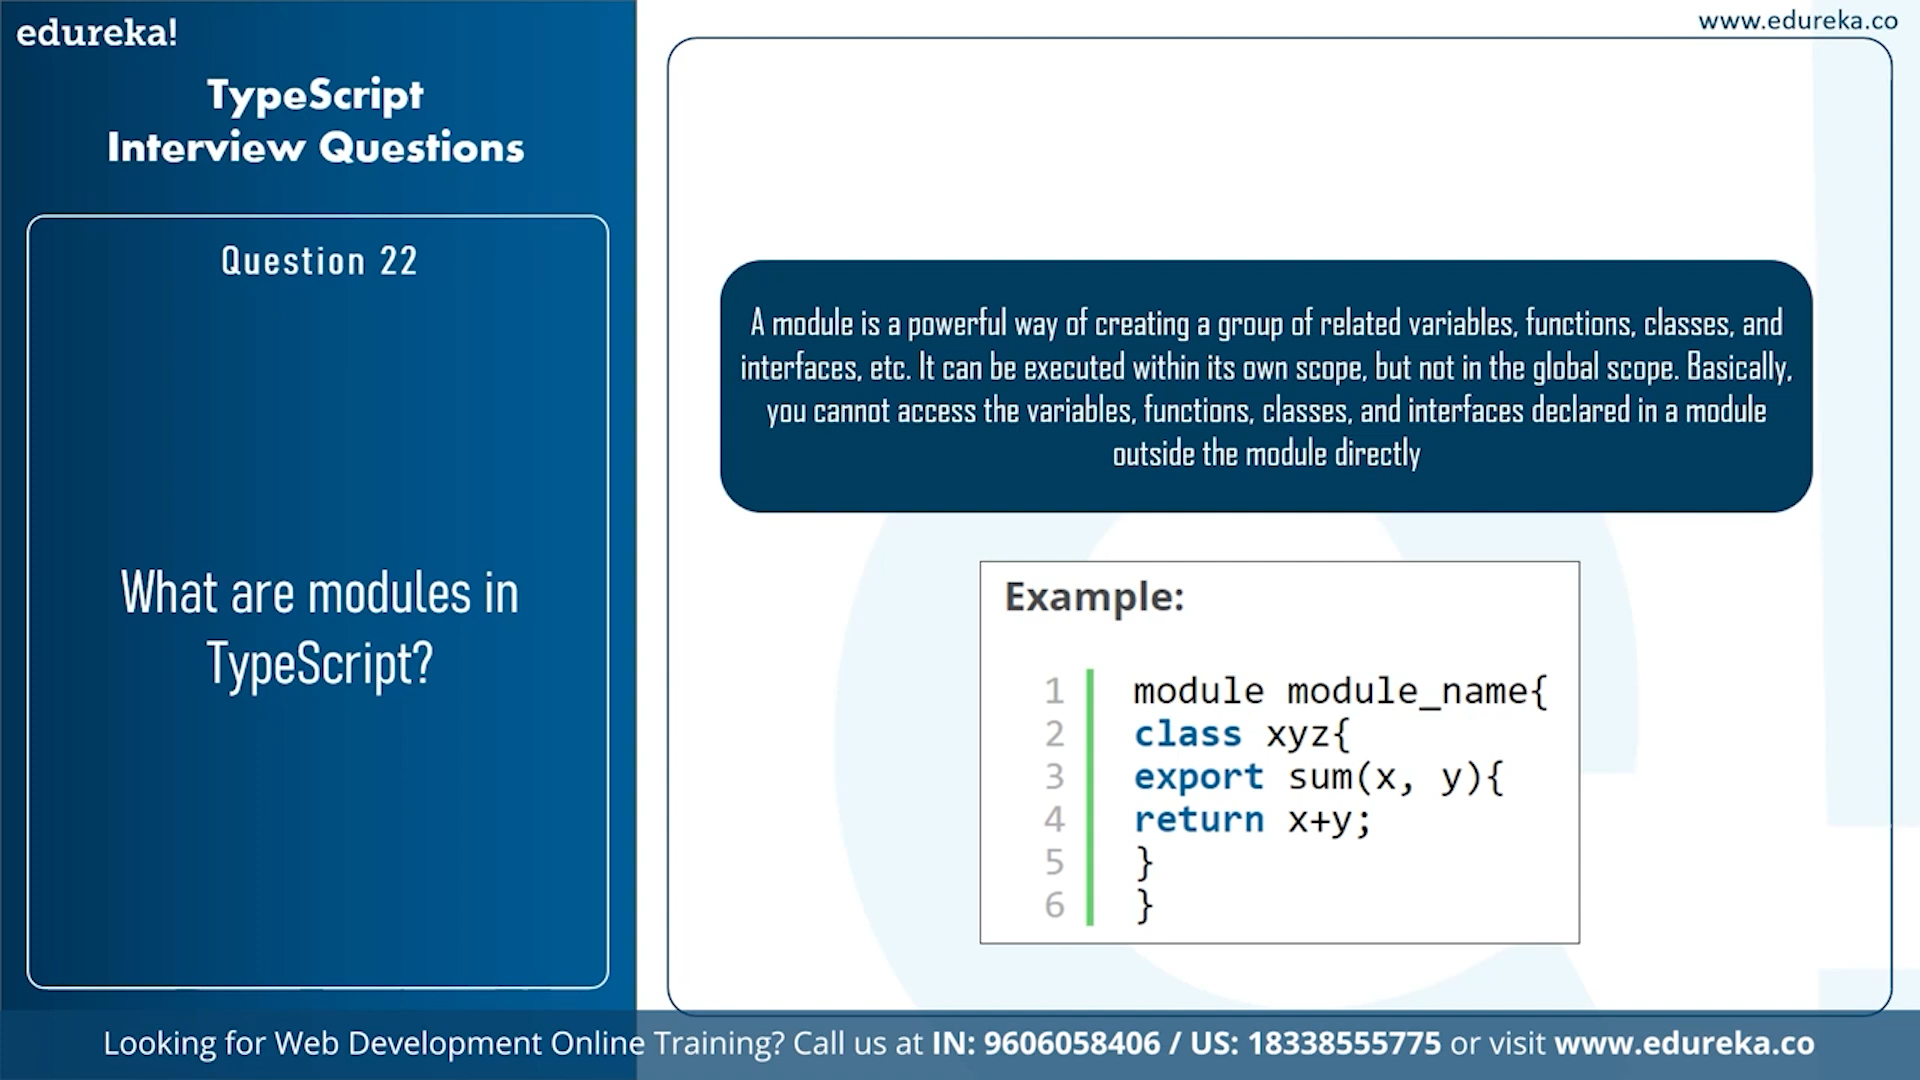 edureka!
www.edureka.co
TypeScript
Interview Questions
Question 22
What are modules in
TypeScript?
A module is a powerful way of creating a group of related variables, functions, classes, and
interfaces, etc. It can be executed within its own scope, but not in the global scope. Basically,
you cannot access the variables, functions, classes, and interfaces declared in a module
outside the module directly
Example:
1 module module_name{
2 class xyz{
3 export sum(x, y){
4 return x+y;
5 }
6 }
Looking for Web Development Online Training? Call us at IN: 9606058406 / US: 18338555775 or visit www.edureka.co